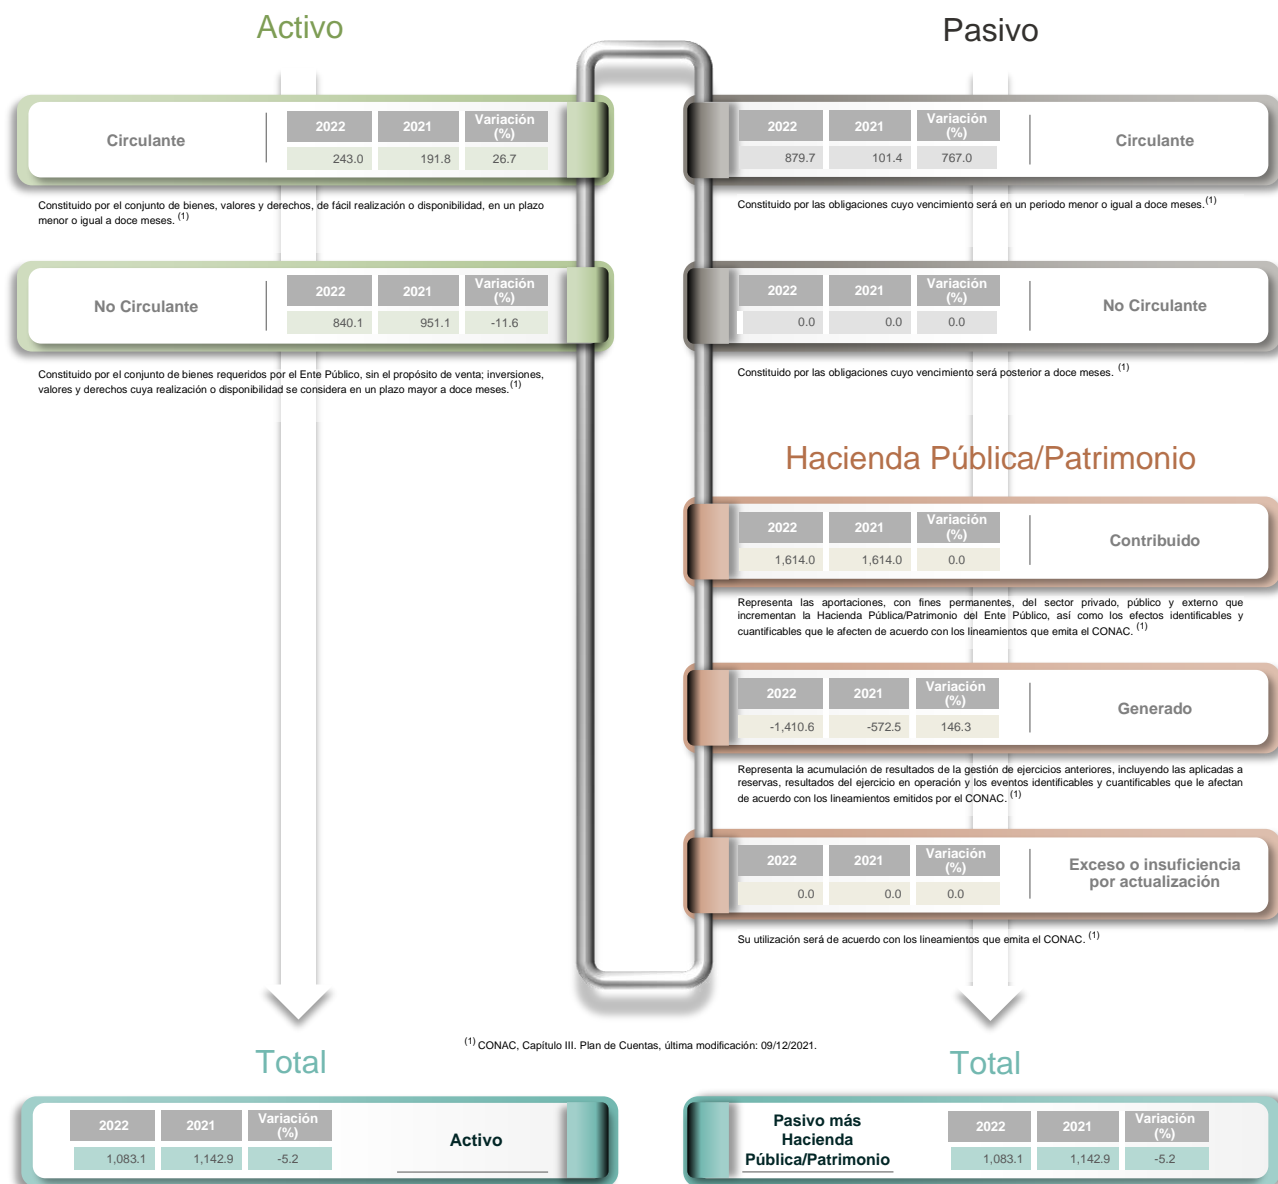 Activo
Circulante
2022 2021 Variación (%)
243.0 191.8 26.7
Constituido por el conjunto de bienes, valores y derechos, de fácil realización o disponibilidad, en un plazo
menor o igual a doce meses. (1)
No Circulante
2022 2021 Variación (%)
840.1 951.1 -11.6
Constituido por el conjunto de bienes requeridos por el Ente Público, sin el propósito de venta; inversiones,
valores y derechos cuya realización o disponibilidad se considera en un plazo mayor a doce meses. (1)
Pasivo
2022 2021 Variación (%)
879.7 101.4 767.0
Circulante
Constituido por las obligaciones cuyo vencimiento será en un periodo menor o igual a doce meses. (1)
2022 2021 Variación (%)
0.0 0.0 0.0
No Circulante
Constituido por las obligaciones cuyo vencimiento será posterior a doce meses. (1)
Hacienda Pública/Patrimonio
2022 2021 Variación (%)
1,614.0 1,614.0 0.0
Contribuido
Representa las aportaciones, con fines permanentes, del sector privado, público y externo que
incrementan la Hacienda Pública/Patrimonio del Ente Público, así como los efectos identificables y
cuantificables que le afecten de acuerdo con los lineamientos que emita el CONAC. (1)
2022 2021 Variación (%)
-1,410.6 -572.5 146.3
Generado
Representa la acumulación de resultados de la gestión de ejercicios anteriores, incluyendo las aplicadas a
reservas, resultados del ejercicio en operación y los eventos identificables y cuantificables que le afectan
de acuerdo con los lineamientos emitidos por el CONAC. (1)
2022 2021 Variación (%)
0.0 0.0 0.0
Exceso o insuficiencia
por actualización
Su utilización será de acuerdo con los lineamientos que emita el CONAC. (1)
(1) CONAC, Capítulo III. Plan de Cuentas, última modificación: 09/12/2021.
Total
2022 2021 Variación (%)
1,083.1 1,142.9 -5.2
Activo
Total
Pasivo más
Hacienda
Pública/Patrimonio
2022 2021 Variación (%)
1,083.1 1,142.9 -5.2